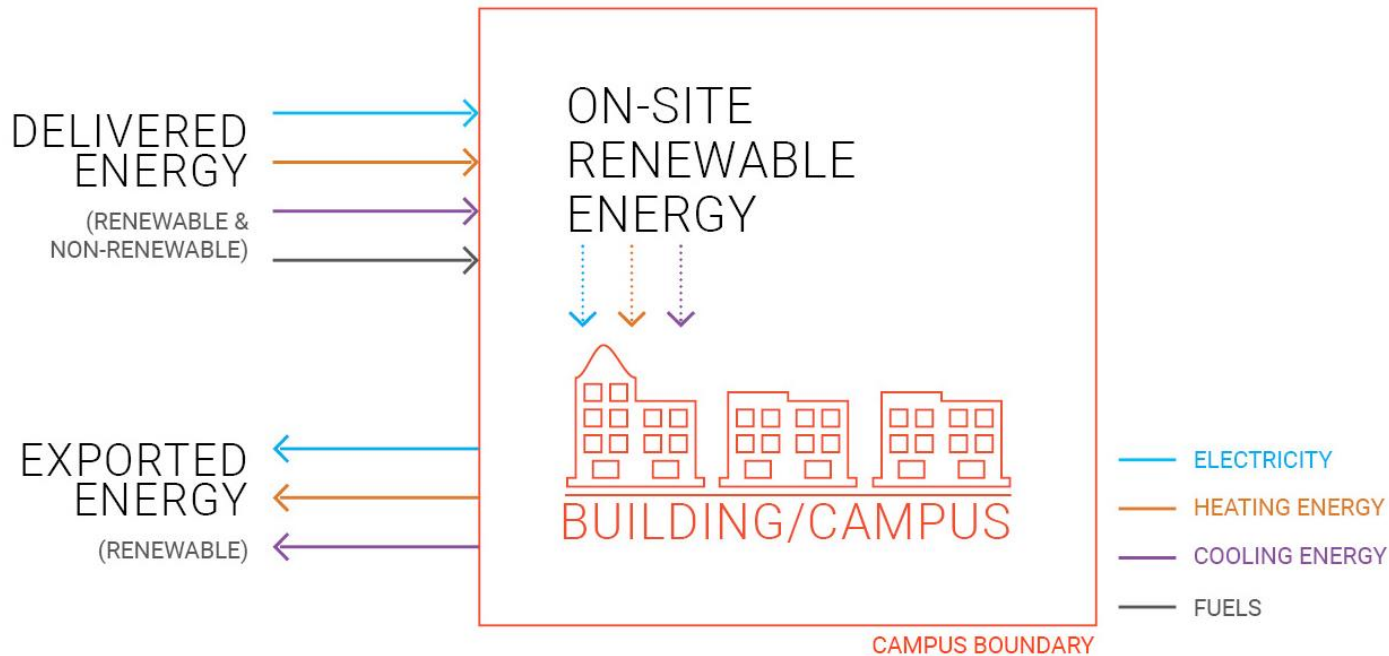 DELIVERED
ENERGY
(RENEWABLE &
NON-RENEWABLE)
ON-SITE
RENEWABLE
ENERGY
EXPORTED
ENERGY
(RENEWABLE)
BUILDING/CAMPUS
CAMPUS BOUNDARY
ELECTRICITY
HEATING ENERGY
COOLING ENERGY
FUELS